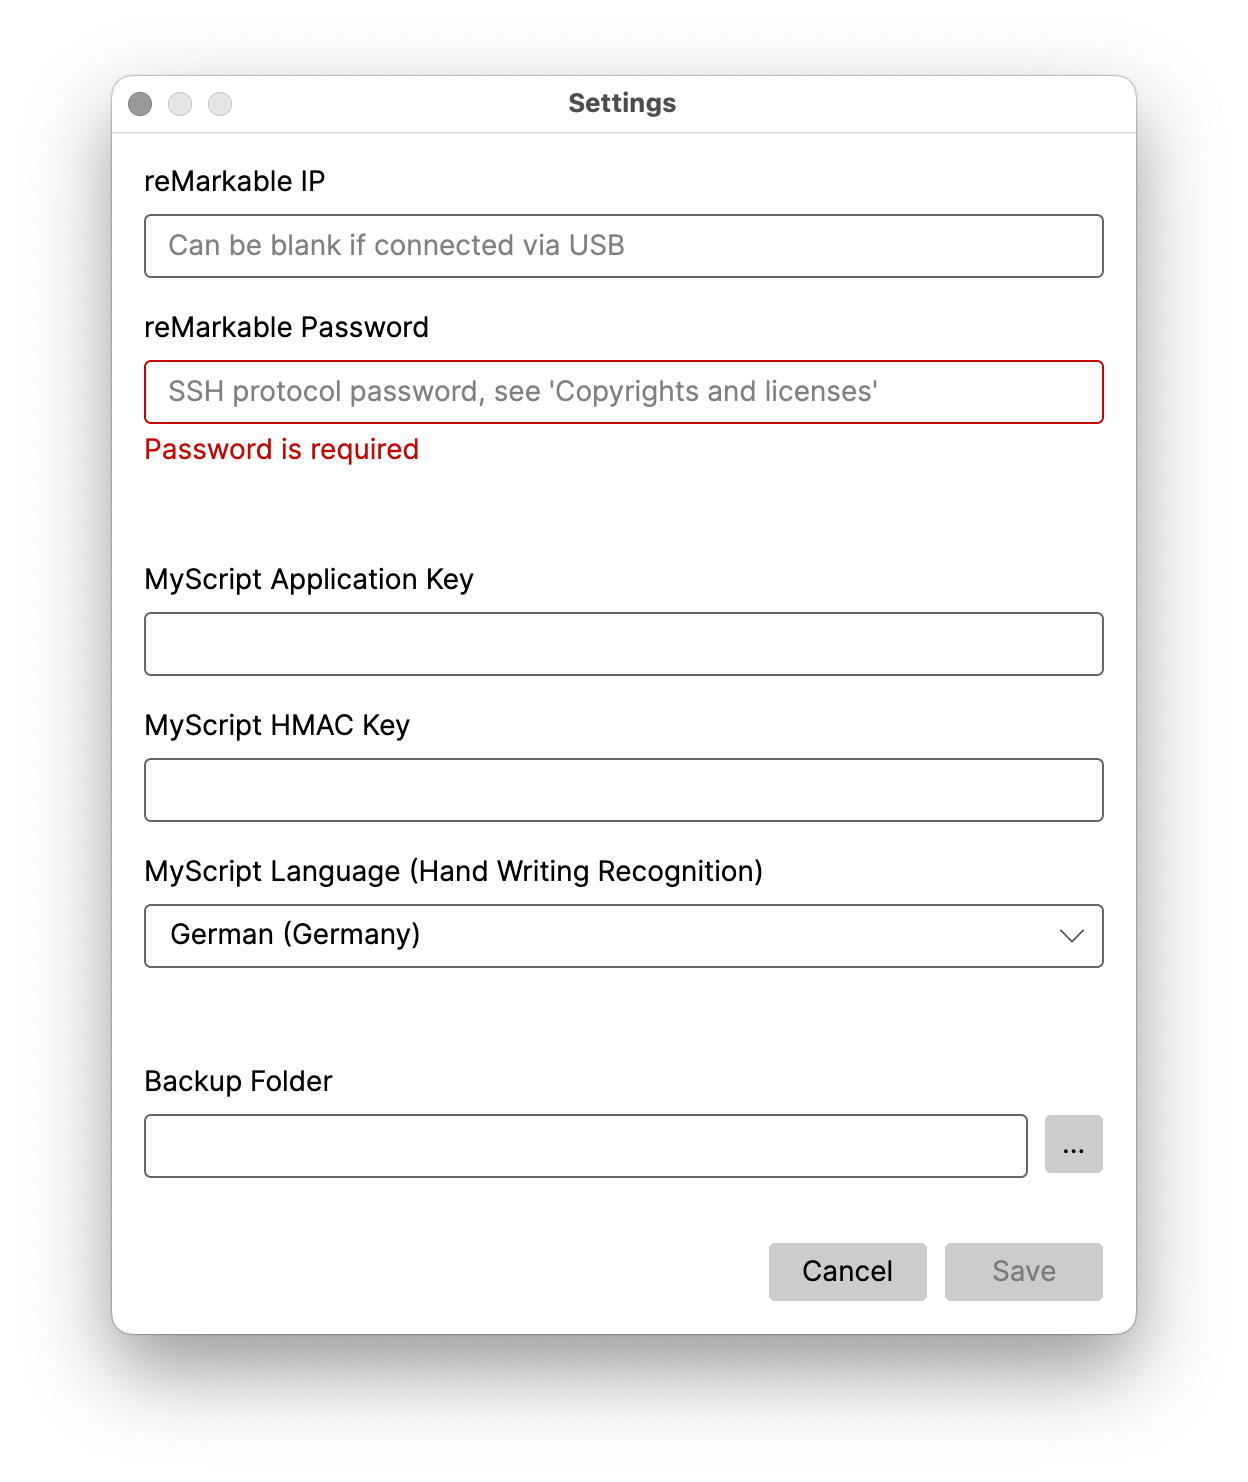 Settings
reMarkable IP
Can be blank if connected via USB
reMarkable Password
SSH protocol password, see 'Copyrights and licenses'
Password is required
MyScript Application Key
MyScript HMAC Key
MyScript Language (Hand Writing Recognition)
German (Germany)
Backup Folder
...
Cancel
Save